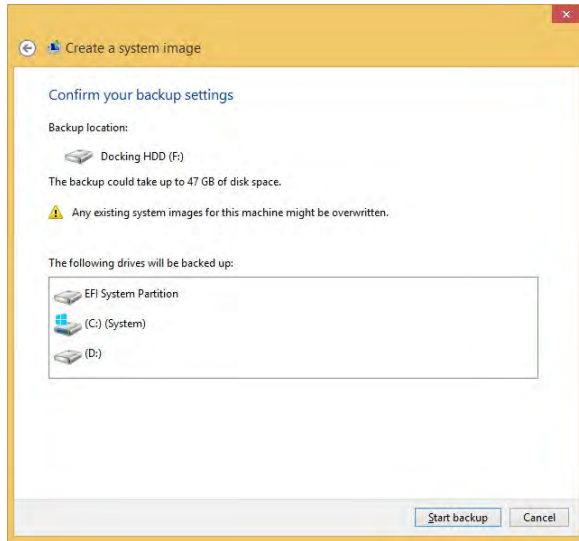 Create a system image
Confirm your backup settings
Backup location:
Docking HDD (F:)
The backup could take up to 47 GB of disk space.
Any existing system images for this machine might be overwritten.
The following drives will be backed up:
EFI System Partition
(C:) (System)
(D:)
Start backup Cancel